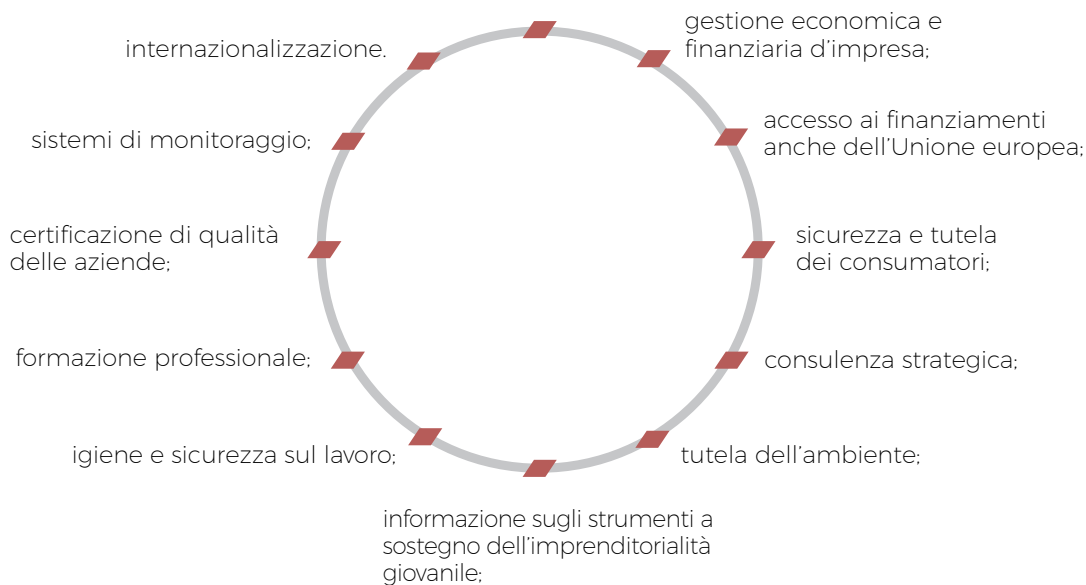 gestione economica e
finanziaria d'impresa;
accesso ai finanziamenti
anche dell'Unione europea;
sicurezza e tutela
dei consumatori;
consulenza strategica;
tutela dell'ambiente;
informazione sugli strumenti a
sostegno dell'imprenditorialità
giovanile;
igiene e sicurezza sul lavoro;
formazione professionale;
certificazione di qualità
delle aziende;
sistemi di monitoraggio;
internazionalizzazione.